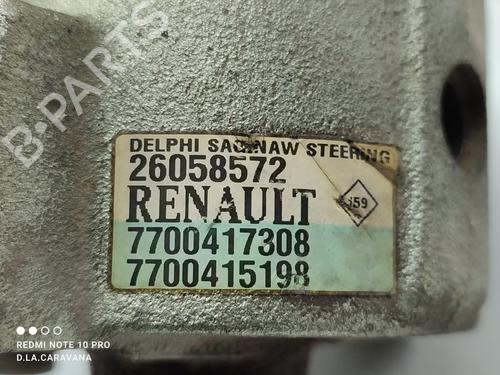 B-PARTS
DELPHI SAGINAW STEERING
26058572
RENAULT
j59
7700417308
7700415198
REDMI NOTE 10 PRO
D.LA.CARAVANA